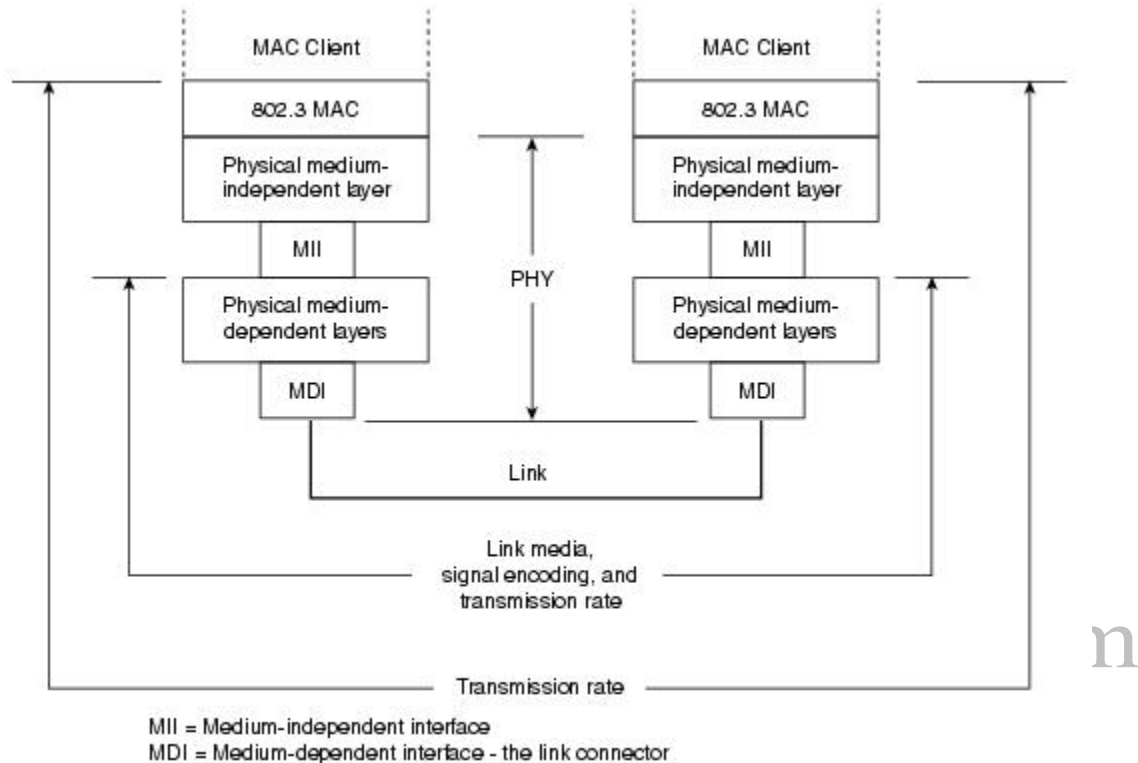 MAC Client
MAC Client
802.3 MAC
802.3 MAC
Physical medium-
independent layer
Physical medium-
independent layer
MII
MII
PHY
Physical medium-
dependent layers
Physical medium-
dependent layers
MDI
MDI
Link
Link media,
signal encoding, and
transmission rate
n
Transmission rate
MII = Medium-independent interface
MDI = Medium-dependent interface - the link connector